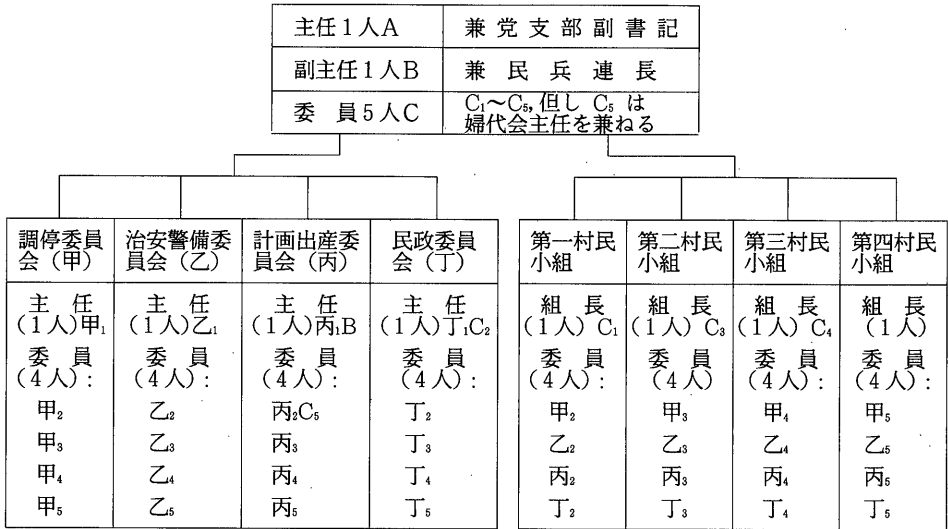 主任1人A 兼党支部副書記
副主任1人B 兼民兵連長
委員5人C C₁~C₅,但し C₅ は
婦代会主任を兼ねる
調停委員
会(甲)
主任
(1人)甲₁
委員
(4人):
甲₂
甲₃
甲₄
甲₅
治安警備委
員会(乙)
主任
(1人)乙₁
委員
(4人):
乙₂
乙₃
乙₄
乙₅
計画出産委
員会(丙)
主任
(1人)丙₁B
委員
(4人):
丙₂C₅
丙₃
丙₄
丙₅
民政委員
会(丁)
主任
(1人)丁₁C₂
委員
(4人):
丁₂
丁₃
丁₄
丁₅
第一村民
小組
組長
(1人)C₁
委員
(4人):
甲₂
乙₂
丙₂
丁₂
第二村民
小組
組長
(1人)C₃
委員
(4人)
甲₃
乙₃
丙₃
丁₃
第三村民
小組
組長
(1人)C₄
委員
(4人):
甲₄
乙₄
丙₄
丁₄
第四村民
小組
組長
(1人)
委員
(4人):
甲₅
乙₅
丙₅
丁₅